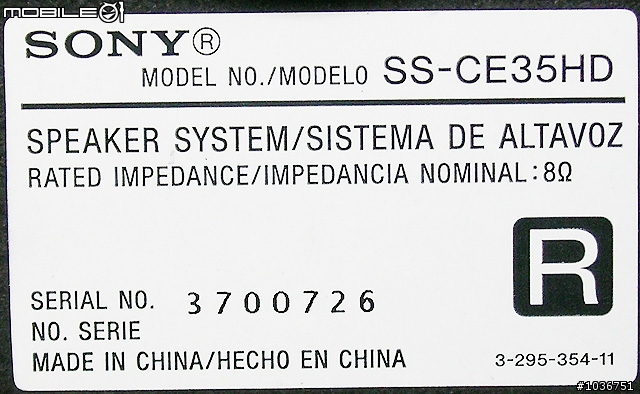 MOBILE01
SONY®
MODEL NO./MODELO SS-CE35HD
SPEAKER SYSTEM/SISTEMA DE ALTAVOZ
RATED IMPEDANCE/IMPEDANCIA NOMINAL:8Ω
R
SERIAL NO. 3700726
NO. SERIE
MADE IN CHINA/HECHO EN CHINA 3-295-354-11
#1036751